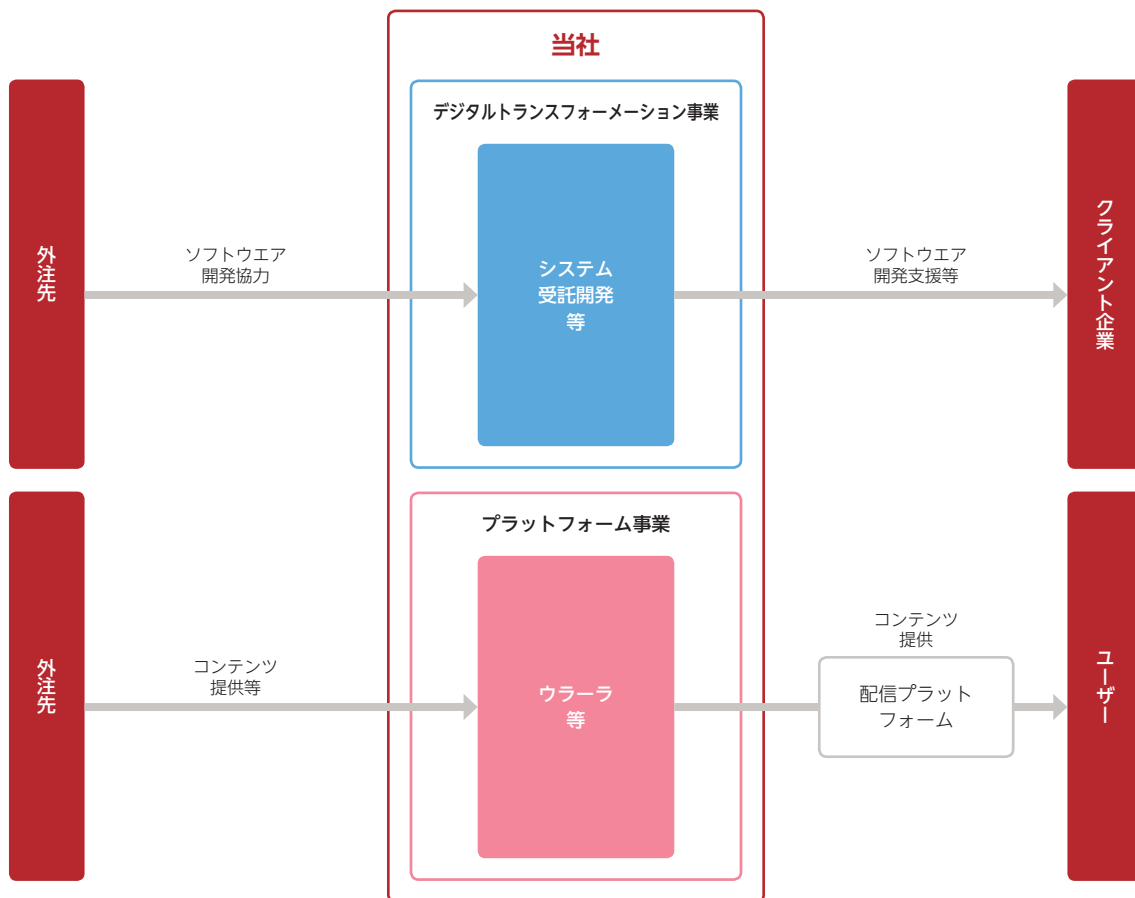 当社
デジタルトランスフォーメーション事業
外注先
ソフトウエア
開発協力
システム
受託開発
等
ソフトウエア
開発支援等
クライアント企業
プラットフォーム事業
外注先
コンテンツ
提供等
ウラーラ
等
コンテンツ
提供
配信プラット
フォーム
ユーザー